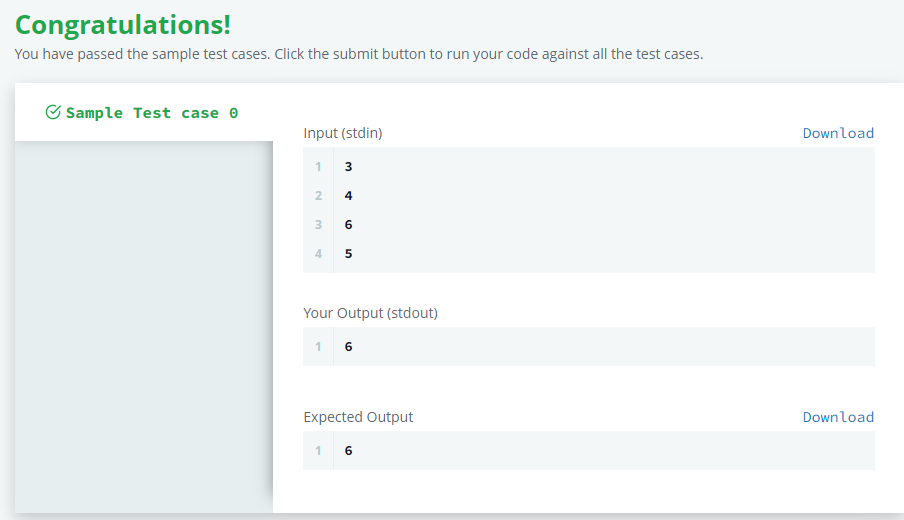 Congratulations!
You have passed the sample test cases. Click the submit button to run your code against all the test cases.
Sample Test case 0
Input (stdin)
Download
1 3
2 4
3 6
4 5
Your Output (stdout)
1 6
Expected Output
Download
1 6